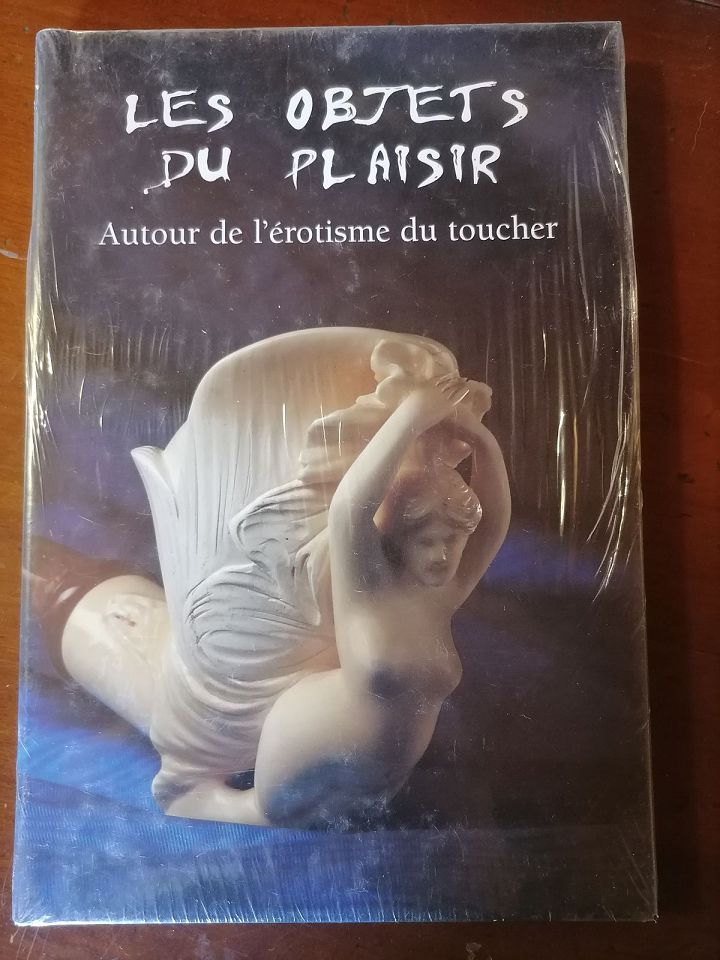 LES OBJETS
DU PLAISIR
Autour de l'érotisme du toucher